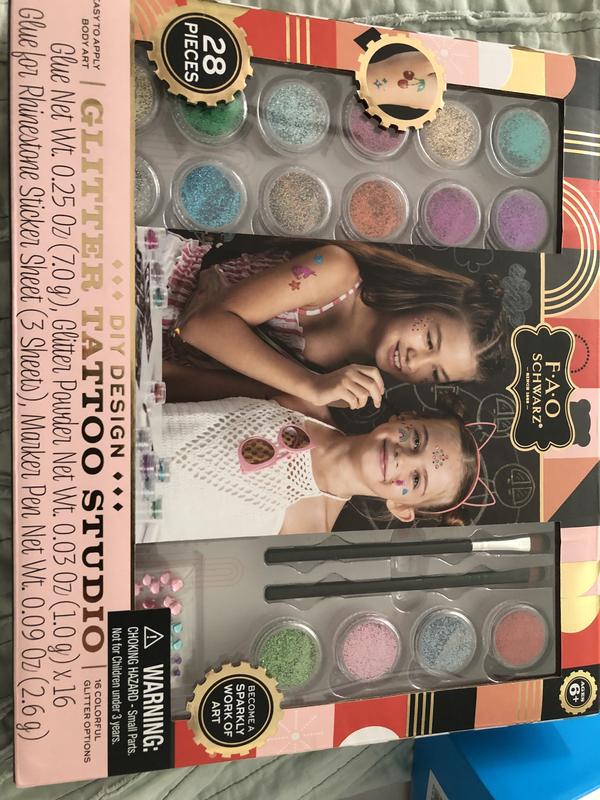 F·A·O
SCHWARZ®
SINCE 1862
28
PIECES
AGES
6+
BECOME A
SPARKLY
WORK OF
ART
WARNING:
CHOKING HAZARD - Small Parts.
Not for Children under 3 years.
DIY DESIGN
EASY TO APPLY
BODY ART
GLITTER TATTOO STUDIO
16 COLORFUL
GLITTER OPTIONS
Glue Net Wt. 0.25 Oz (7.0 g), Glitter Powder Net Wt. 0.03 Oz (1.0 g) x 16
Glue for Rhinestone Sticker Sheet (3 Sheets), Marker Pen Net Wt. 0.09 Oz (2.6 g)